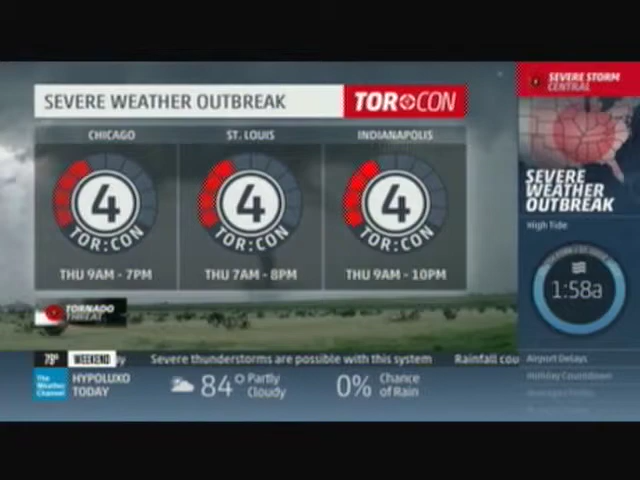 SEVERE WEATHER OUTBREAK
TOR:CON
CHICAGO
ST. LOUIS
INDIANAPOLIS
4
4
4
TOR:CON
TOR:CON
TOR:CON
THU 9AM - 7PM
THU 7AM - 8PM
THU 9AM - 10PM
TORNADO
THREAT
SEVERE STORM
CENTRAL
SEVERE
WEATHER
OUTBREAK
High Tide
1:58a
Airport Delays
Holiday Countdown
78°
WEEKEND
y
Severe thunderstorms are possible with this system
Rainfall cou
The
Weather
Channel
HYPOLUXO
TODAY
84°
Partly
Cloudy
0%
Chance
of Rain